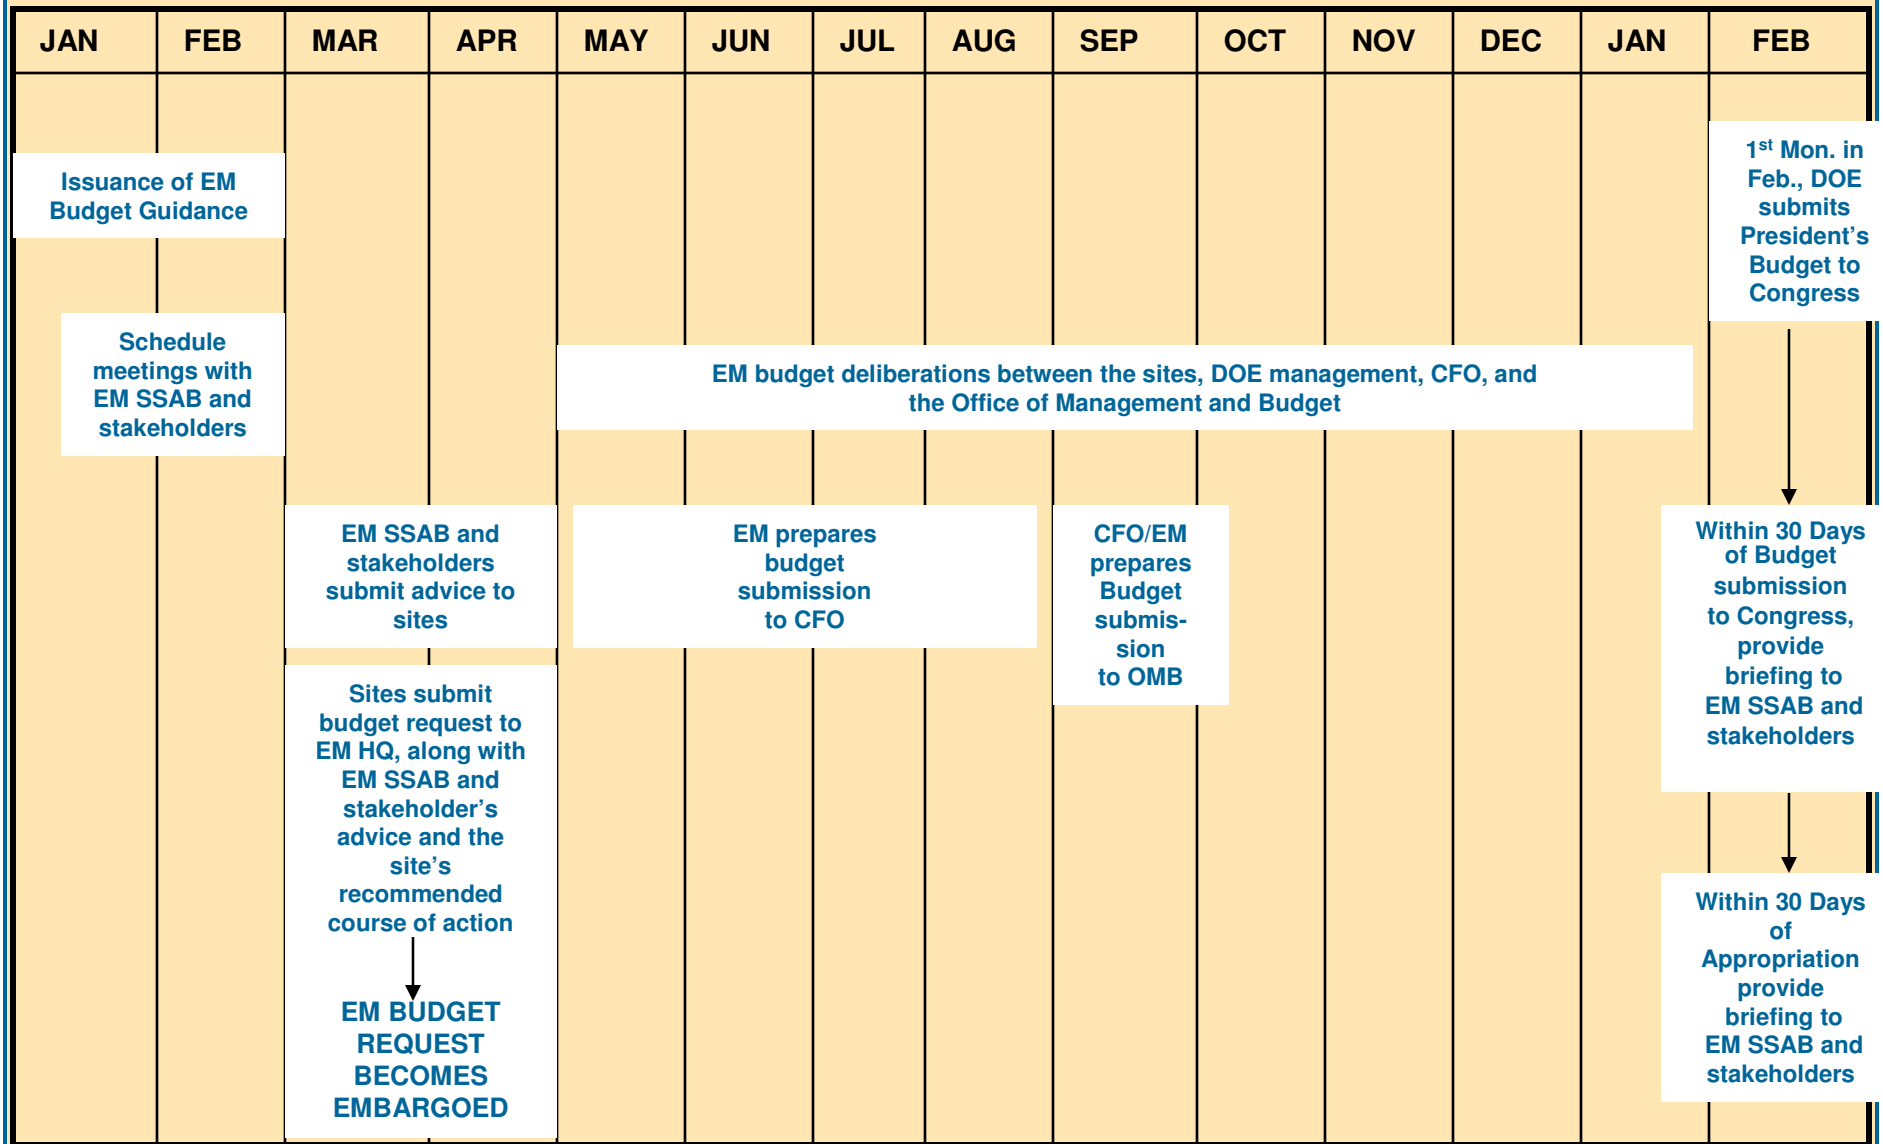 JAN FEB MAR APR MAY JUN JUL AUG SEP OCT NOV DEC JAN FEB
Issuance of EM
Budget Guidance
1st Mon. in
Feb., DOE
submits
President’s
Budget to
Congress
Schedule
meetings with
EM SSAB and
stakeholders
EM budget deliberations between the sites, DOE management, CFO, and
the Office of Management and Budget
EM SSAB and
stakeholders
submit advice to
sites
EM prepares
budget
submission
to CFO
CFO/EM
prepares
Budget
submis-
sion
to OMB
Within 30 Days
of Budget
submission
to Congress,
provide
briefing to
EM SSAB and
stakeholders
Sites submit
budget request to
EM HQ, along with
EM SSAB and
stakeholder’s
advice and the
site’s
recommended
course of action
EM BUDGET
REQUEST
BECOMES
EMBARGOED
Within 30 Days
of
Appropriation
provide
briefing to
EM SSAB and
stakeholders